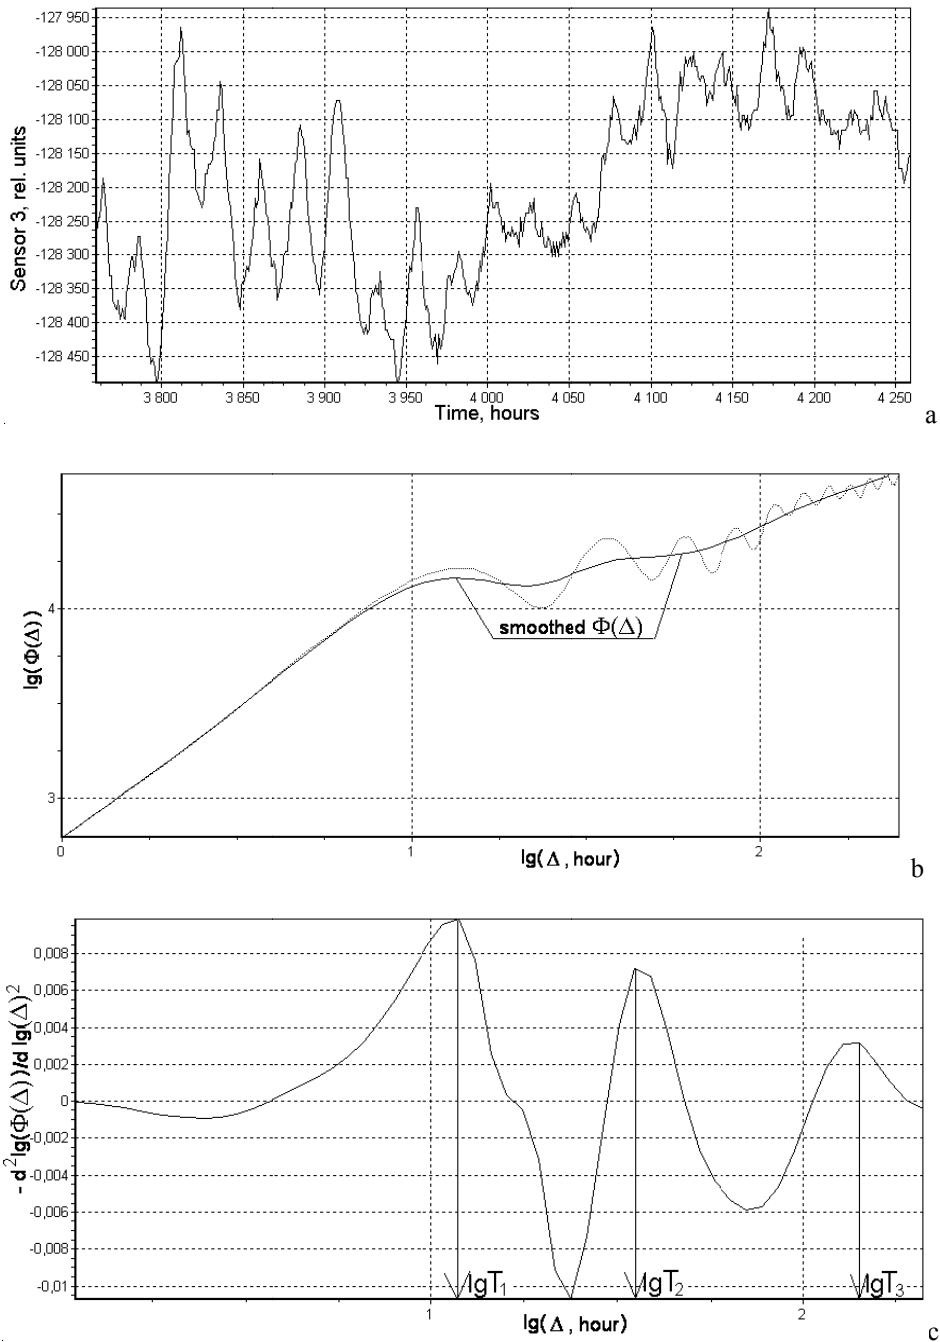 -127 950
-128 000
-128 050
-128 100
-128 150
-128 200
-128 250
-128 300
-128 350
-128 400
-128 450
Sensor 3, rel. units
3 800 3 850 3 900 3 950 4 000 4 050 4 100 4 150 4 200 4 250
Time, hours
a
4
3
lg(Φ(Δ))
smoothed Φ(Δ)
0 1 2
lg(Δ, hour)
b
0,008
0,006
0,004
0,002
0
-0,002
-0,004
-0,006
-0,008
-0,01
- d²lg(Φ(Δ))/d lg(Δ)²
lgT₁ lgT₂ lgT₃
1 2
lg(Δ, hour)
c